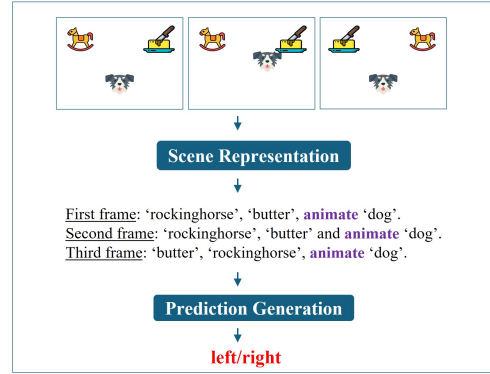 Scene Representation
First frame: ‘rockinghorse’, ‘butter’, animate ‘dog’.
Second frame: ‘rockinghorse’, ‘butter’ and animate ‘dog’.
Third frame: ‘butter’, ‘rockinghorse’, animate ‘dog’.
Prediction Generation
left/right